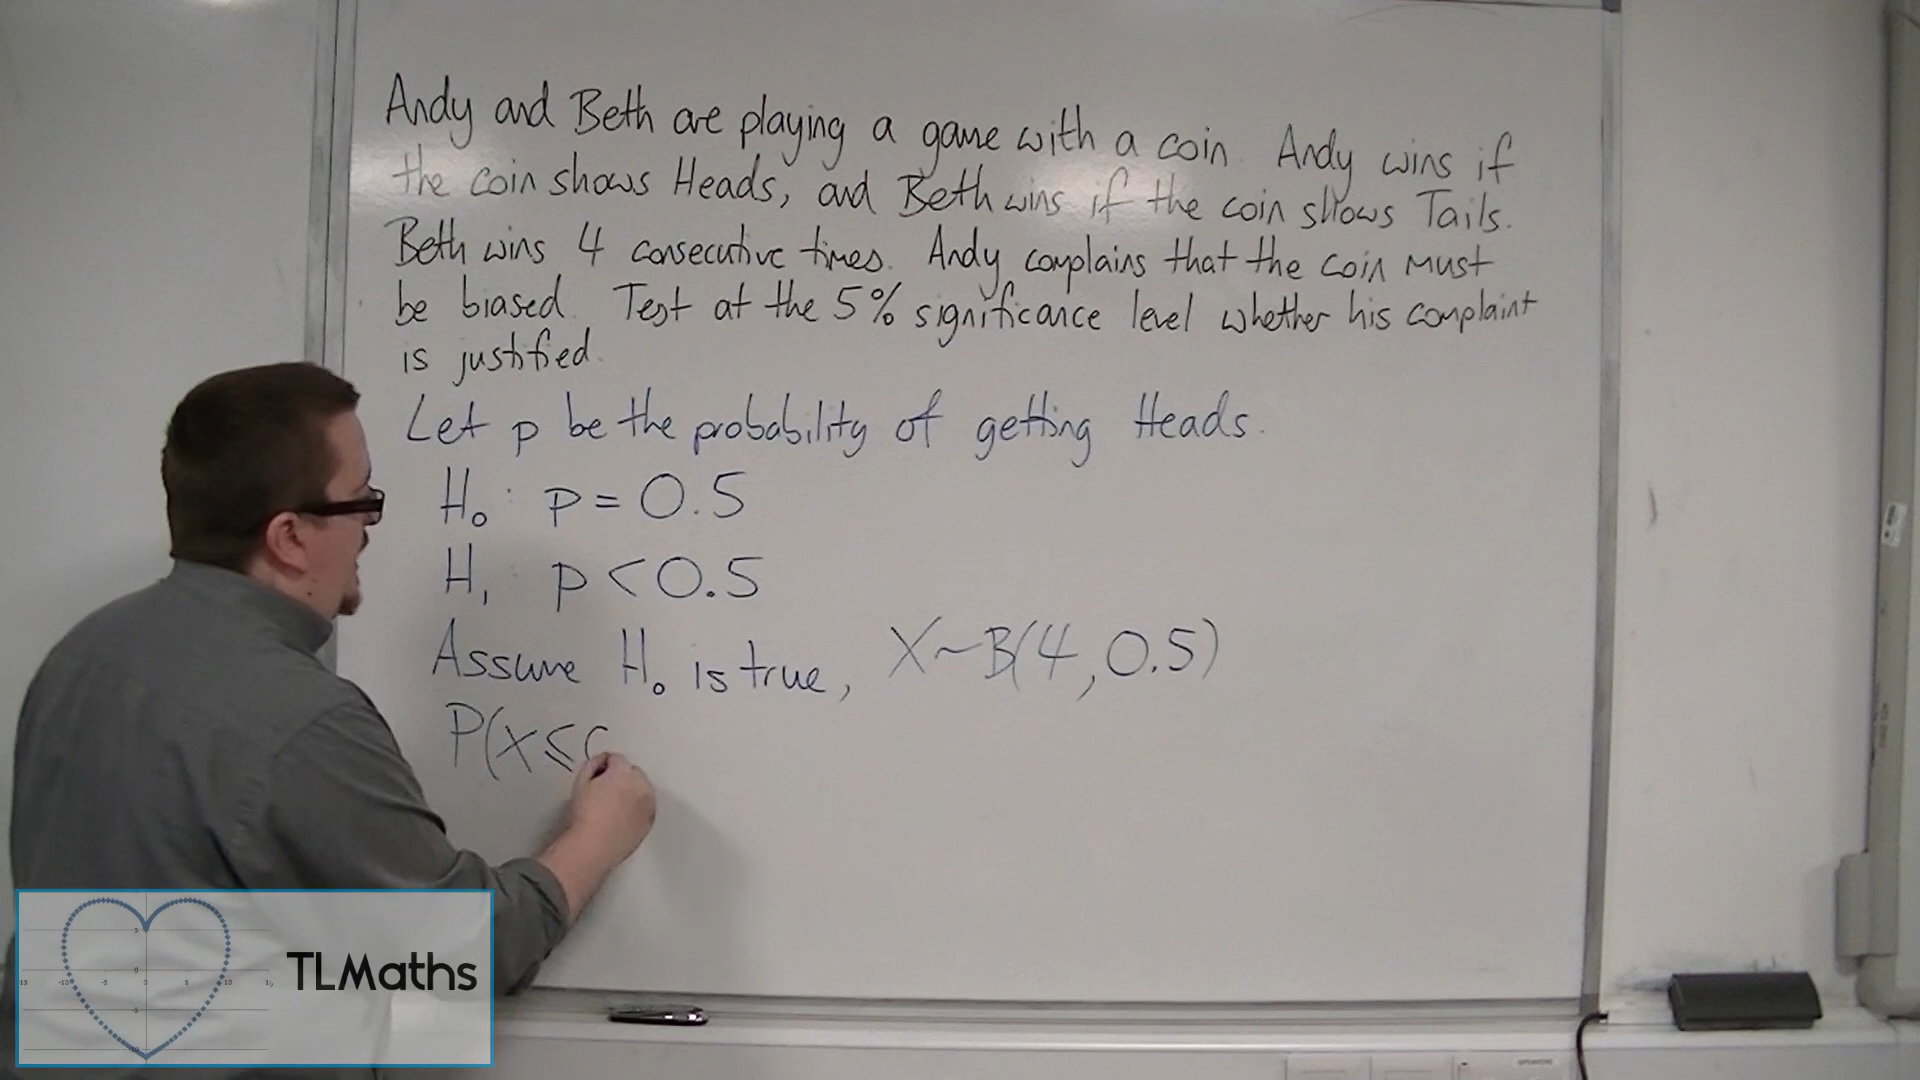 Andy and Beth are playing a game with a coin. Andy wins if
the coin shows Heads, and Beth wins if the coin shows Tails.
Beth wins 4 consecutive times. Andy complains that the coin must
be biased. Test at the 5% significance level whether his complaint
is justified.
Let p be the probability of getting Heads.
H₀: p = 0.5
H₁: p < 0.5
Assume H₀ is true, X~B(4, 0.5)
P(X ≤
TLMaths